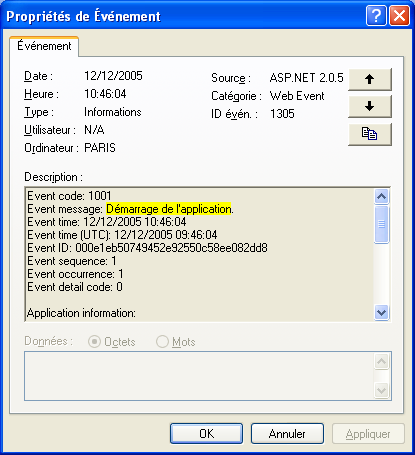 Propriétés de Événement
Événement
Date : 12/12/2005 Source : ASP.NET 2.0.5
Heure : 10:46:04 Catégorie : Web Event
Type : Informations ID évén. : 1305
Utilisateur : N/A
Ordinateur : PARIS
Description :
Event code: 1001
Event message: Démarrage de l'application.
Event time: 12/12/2005 10:46:04
Event time (UTC): 12/12/2005 09:46:04
Event ID: 000e1eb50749452e92550c58ee082dd8
Event sequence: 1
Event occurrence: 1
Event detail code: 0
Application information:
Données : Octets Mots
OK Annuler Appliquer